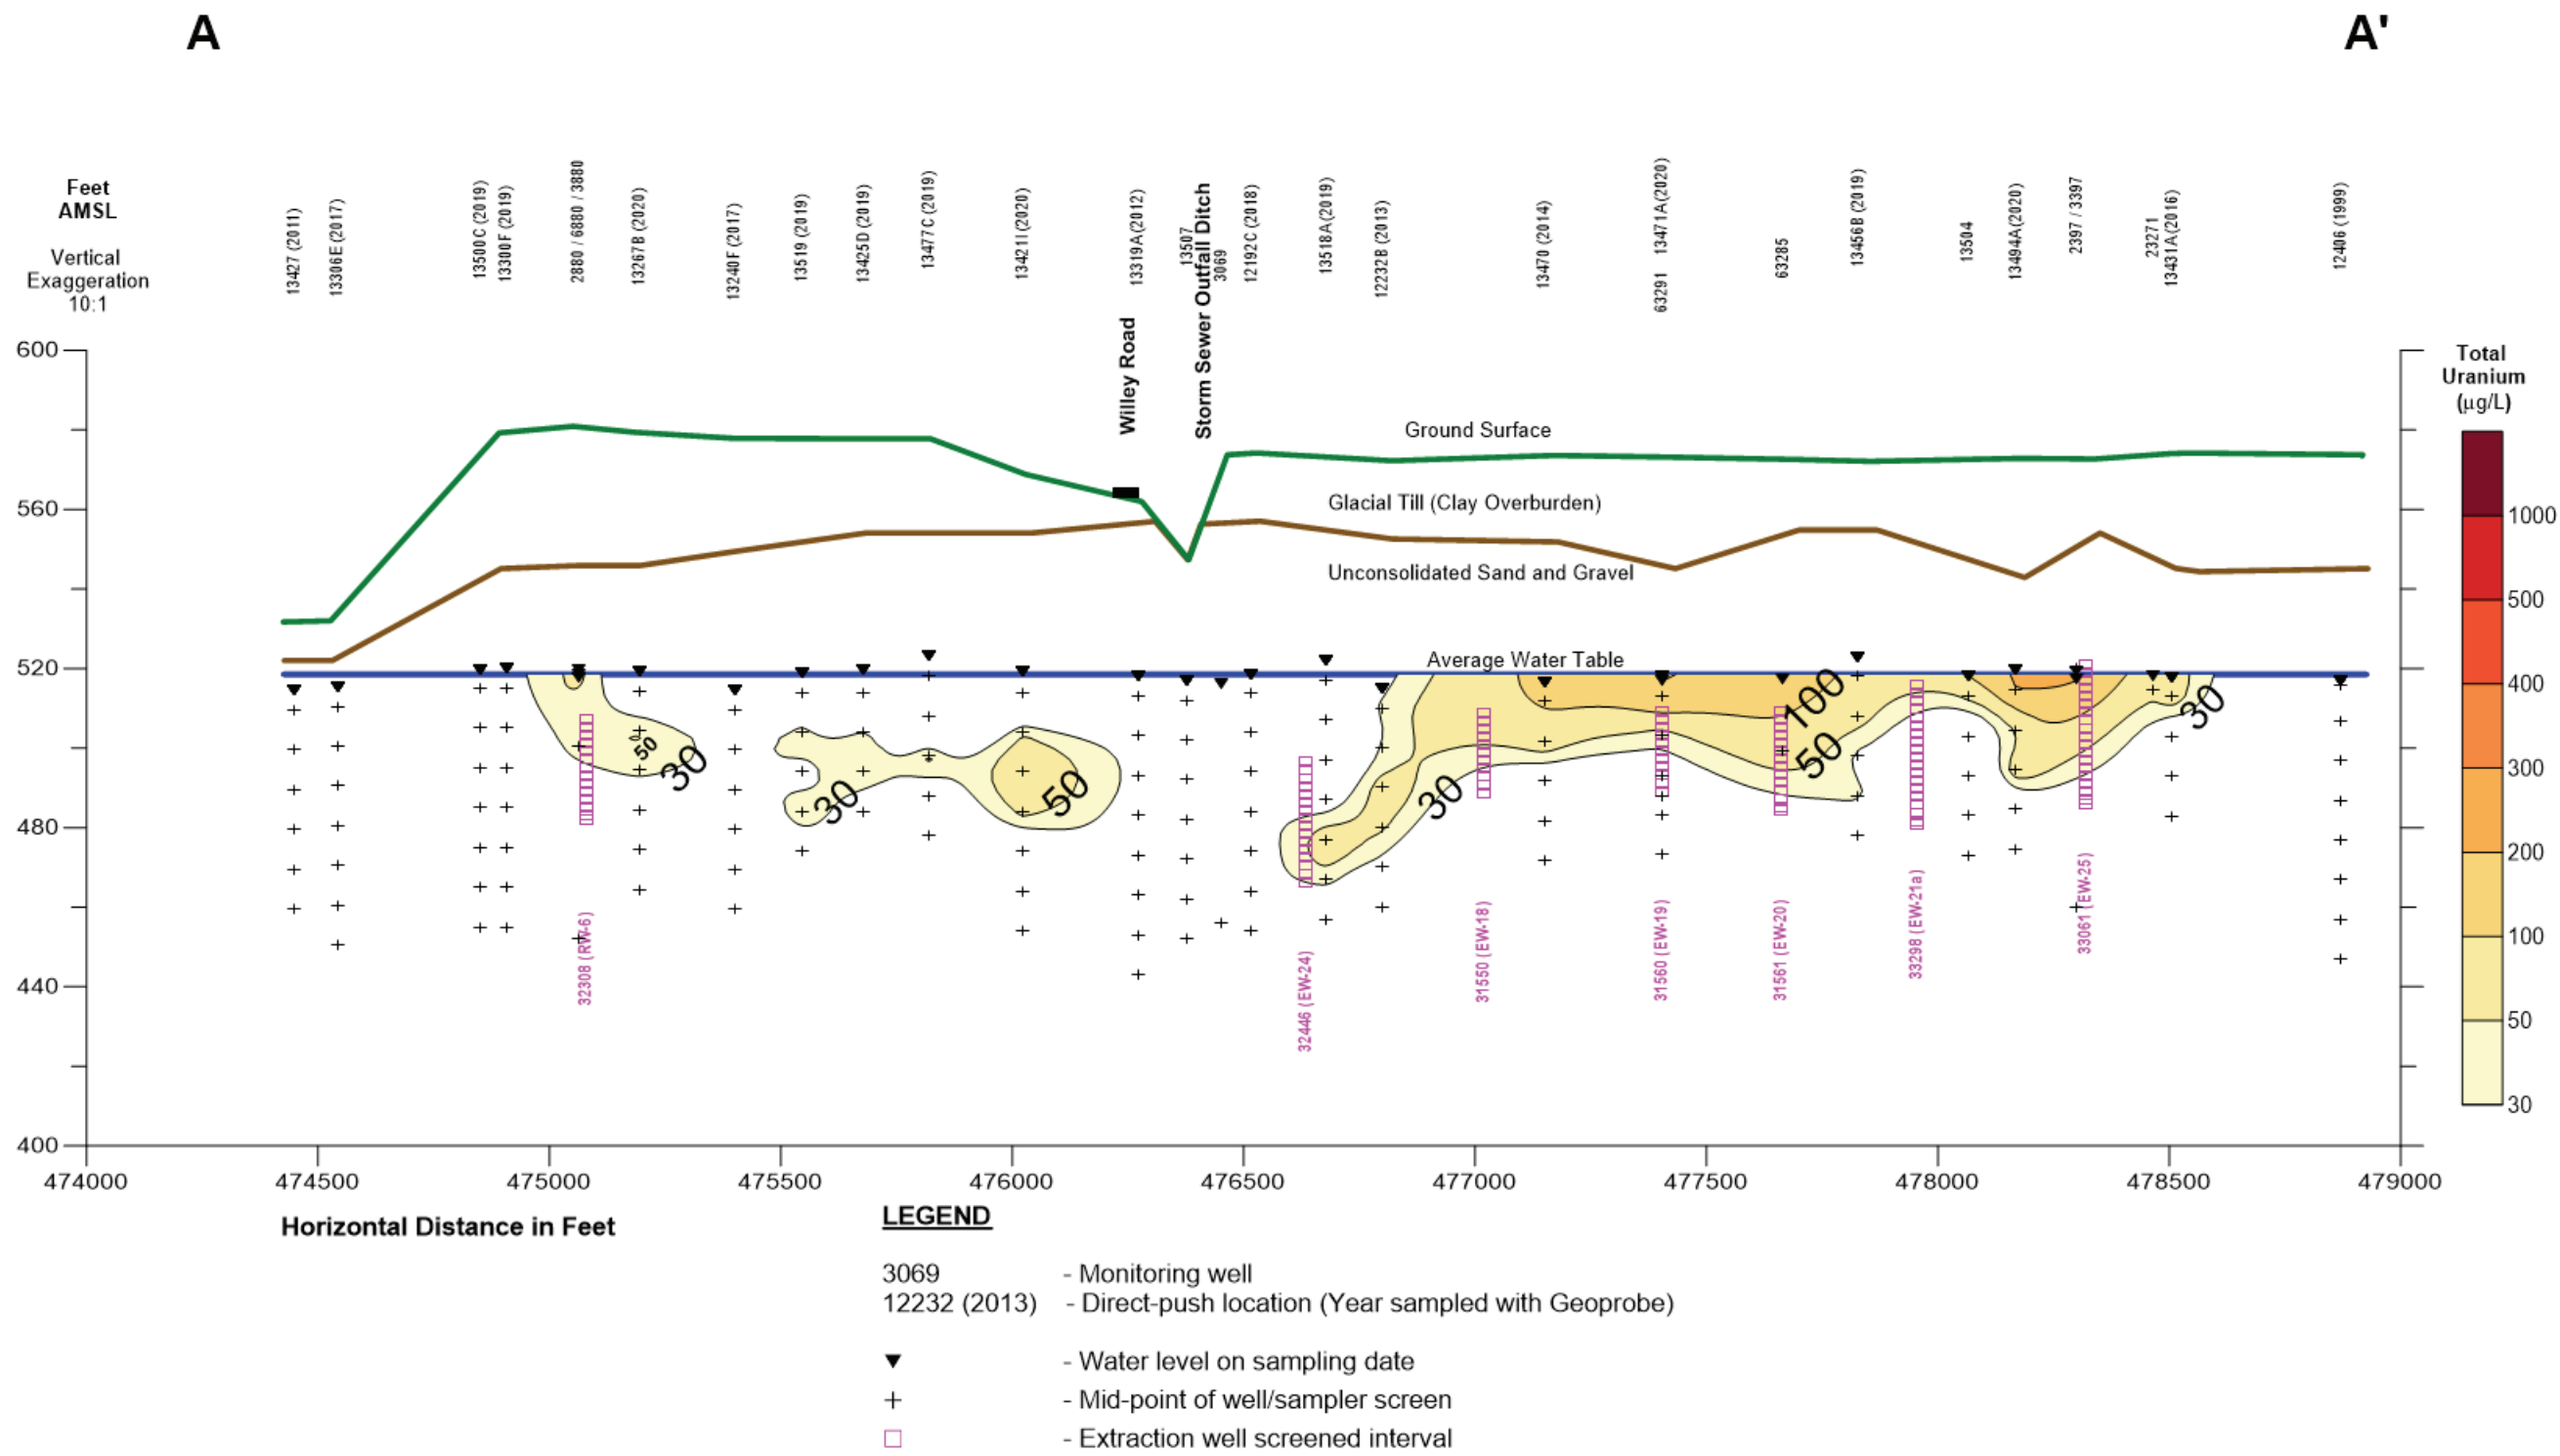 A
A'
Feet
AMSL
Vertical
Exaggeration
10:1
13427 (2011)
13306E (2017)
13500C (2019)
13300F (2019)
2880 / 6880 / 3880
13267B (2020)
13240F (2017)
13519 (2019)
13425D (2019)
13477C (2019)
13421I (2020)
13319A(2012)
13507
Storm Sewer Outfall Ditch
3069
12192C (2018)
13518A(2019)
12232B (2013)
13470 (2014)
63291 13471A(2020)
63285
13456B (2019)
13504
13494A(2020)
2397 / 3397
23271
13431A(2016)
12406 (1999)
Willey Road
600
560
520
480
440
400
Ground Surface
Glacial Till (Clay Overburden)
Unconsolidated Sand and Gravel
Average Water Table
50
30
30
50
30
100
50
30
32308 (RW-6)
32446 (EW-24)
31550 (EW-18)
31560 (EW-19)
31561 (EW-20)
33298 (EW-21a)
33061 (EW-25)
Total
Uranium
(µg/L)
1000
500
400
300
200
100
50
30
474000 474500 475000 475500 476000 476500 477000 477500 478000 478500 479000
Horizontal Distance in Feet
LEGEND
3069 - Monitoring well
12232 (2013) - Direct-push location (Year sampled with Geoprobe)
- Water level on sampling date
- Mid-point of well/sampler screen
- Extraction well screened interval